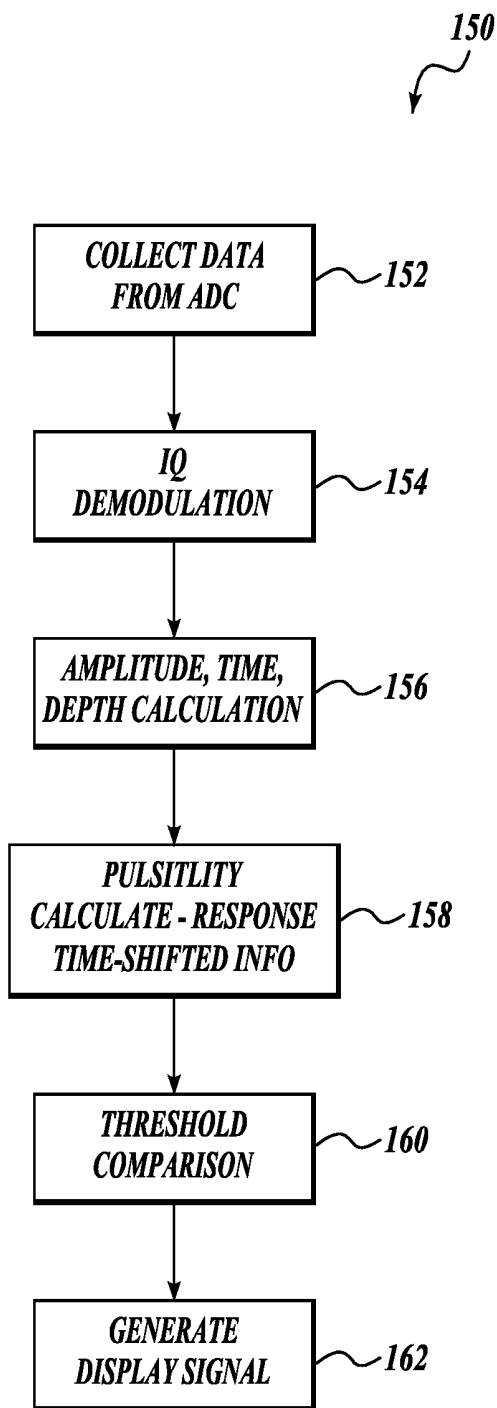 150
COLLECT DATA
FROM ADC
152
IQ
DEMODULATION
154
AMPLITUDE, TIME,
DEPTH CALCULATION
156
PULSITLITY
CALCULATE - RESPONSE
TIME-SHIFTED INFO
158
THRESHOLD
COMPARISON
160
GENERATE
DISPLAY SIGNAL
162